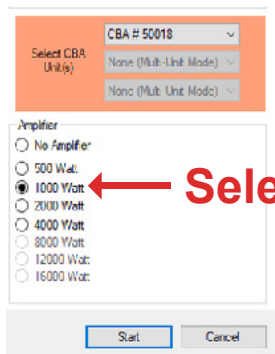 CBA # 50018
Select CBA
Unit(s)
None (Multi-Unit Mode)
None (Multi-Unit Mode)
Amplifier
No Amplifier
500 Watt
1000 Watt
Sele
2000 Watt
4000 Watt
8000 Watt
12000 Watt
16000 Watt
Start
Cancel